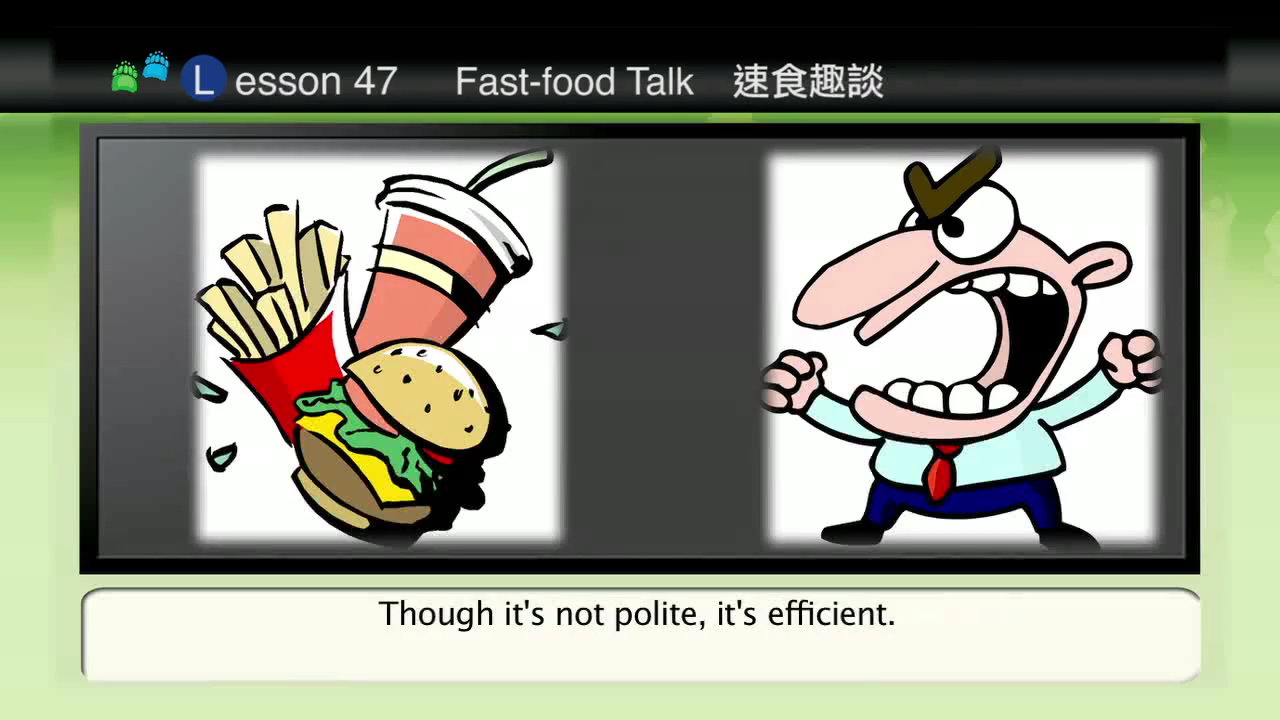 Lesson 47 Fast-food Talk 速食趣談
Though it's not polite, it's efficient.